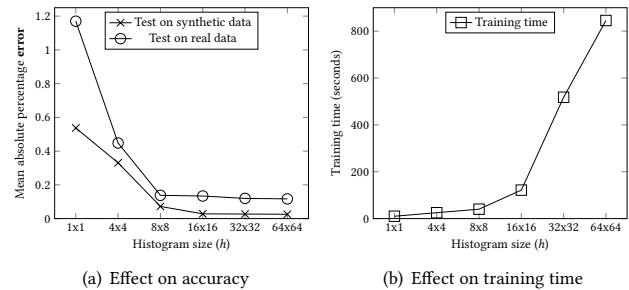 Mean absolute percentage error
1.2
1
0.8
0.6
0.4
0.2
0
Test on synthetic data
Test on real data
1x1 4x4 8x8 16x16 32x32 64x64
Histogram size (h)
(a) Effect on accuracy
Training time (seconds)
800
600
400
200
0
Training time
1x1 4x4 8x8 16x16 32x32 64x64
Histogram size (h)
(b) Effect on training time